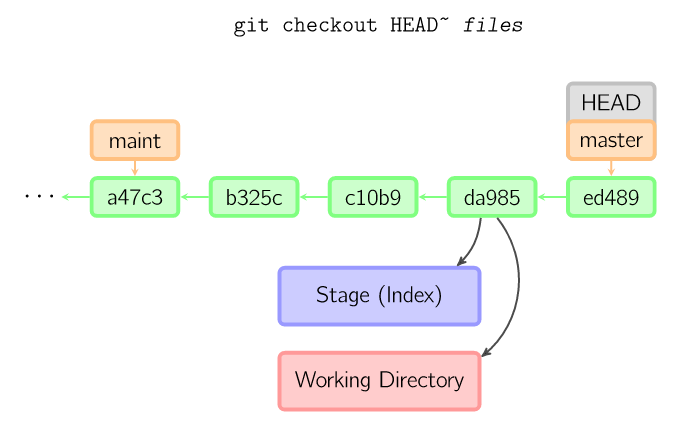 git checkout HEAD~ files
HEAD
maint
master
··· a47c3 b325c c10b9 da985 ed489
Stage (Index)
Working Directory